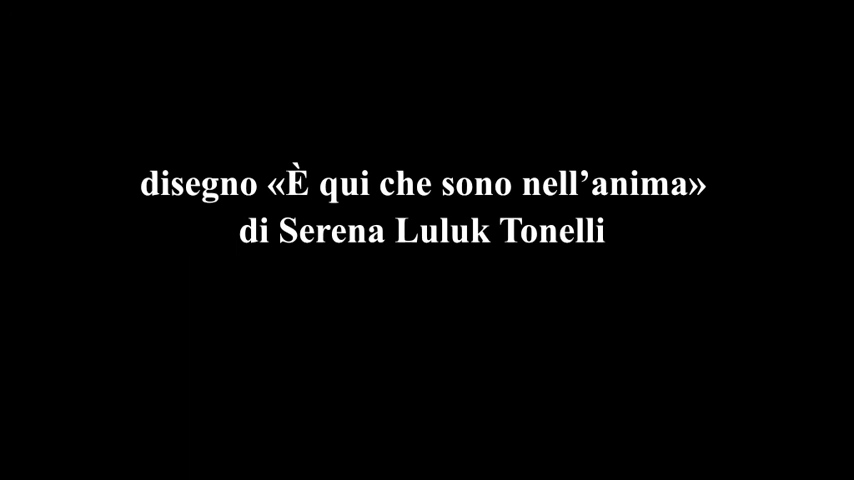 disegno «È qui che sono nell’anima»
di Serena Luluk Tonelli